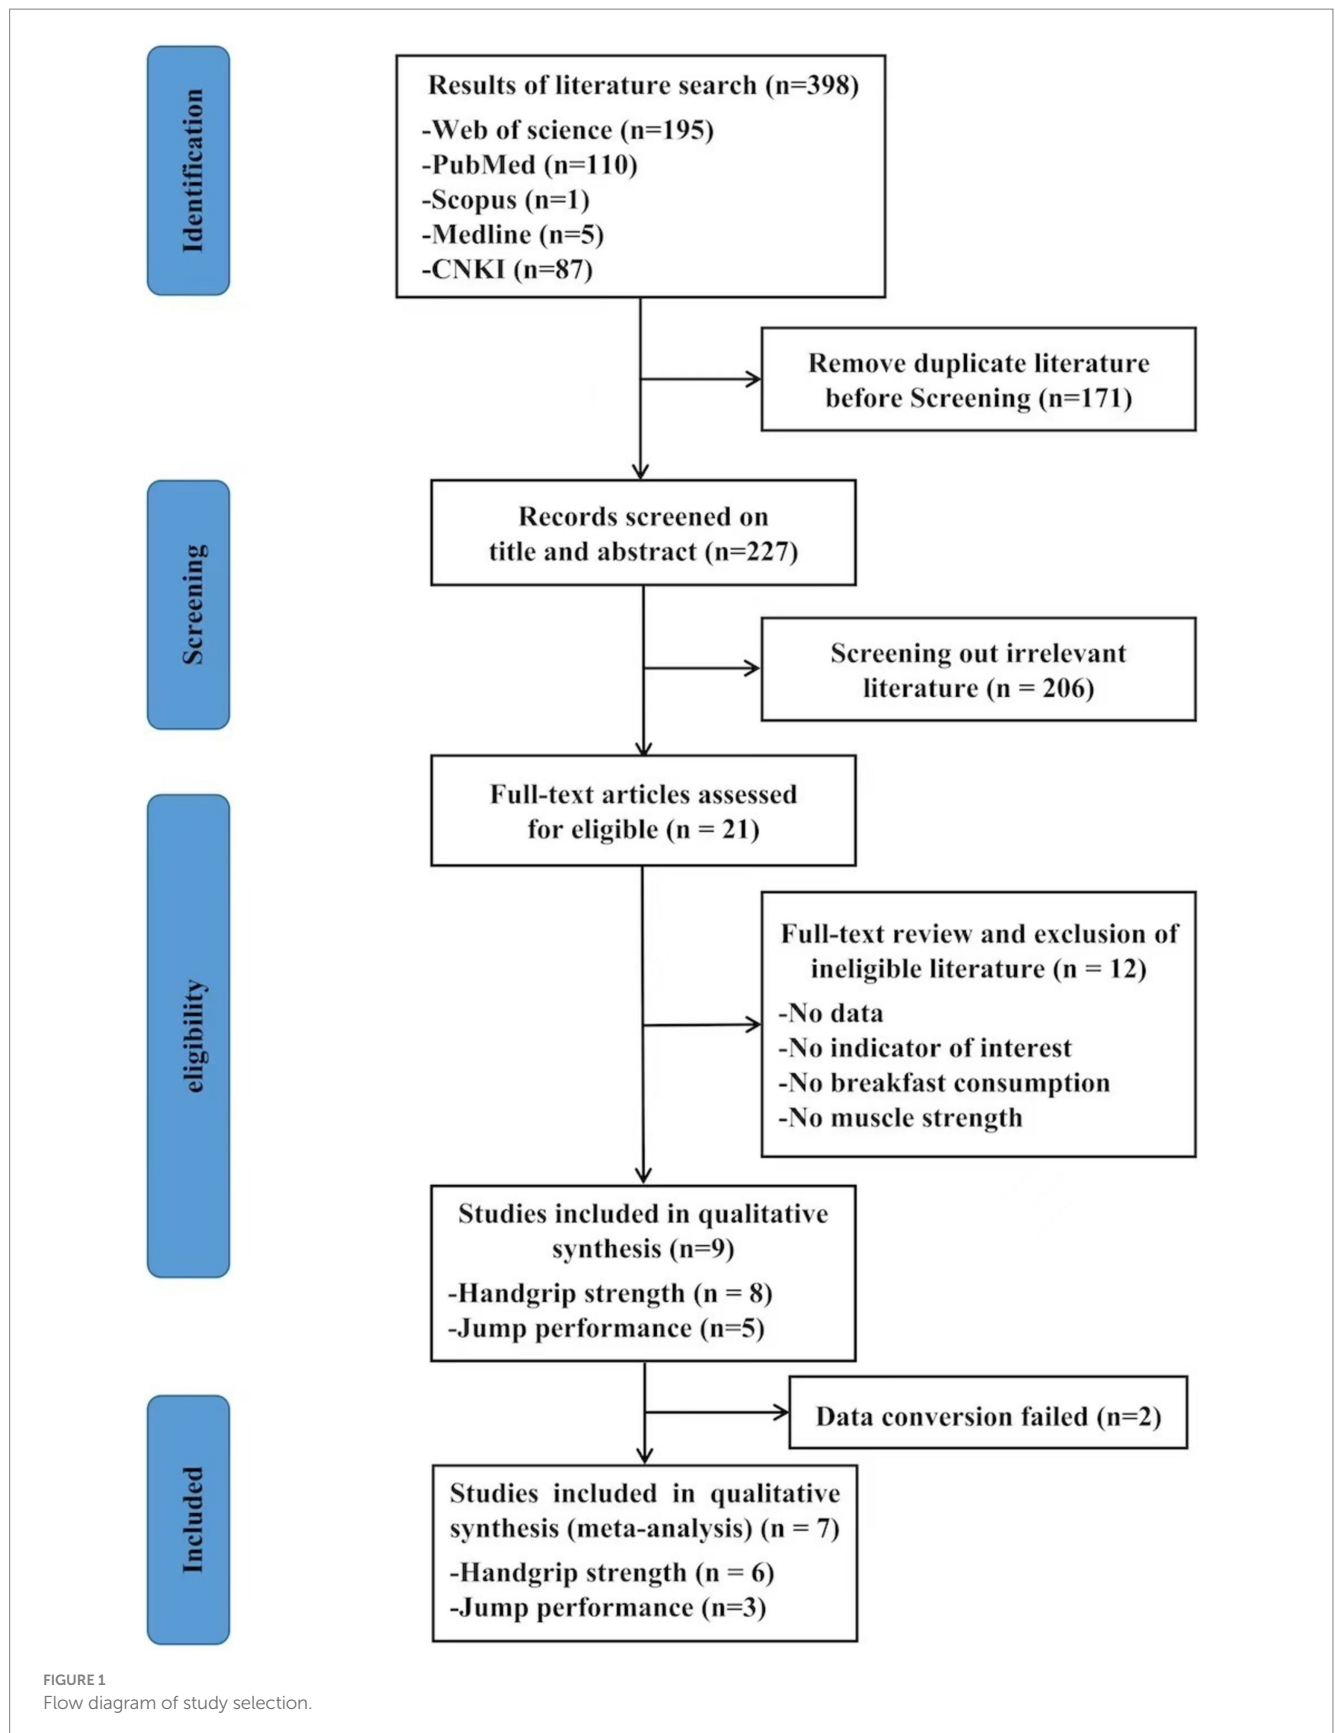 Identification
Results of literature search (n=398)
-Web of science (n=195)
-PubMed (n=110)
-Scopus (n=1)
-Medline (n=5)
-CNKI (n=87)
Remove duplicate literature
before Screening (n=171)
Screening
Records screened on
title and abstract (n=227)
Screening out irrelevant
literature (n = 206)
eligibility
Full-text articles assessed
for eligible (n = 21)
Full-text review and exclusion of
ineligible literature (n = 12)
-No data
-No indicator of interest
-No breakfast consumption
-No muscle strength
Studies included in qualitative
synthesis (n=9)
-Handgrip strength (n = 8)
-Jump performance (n=5)
Data conversion failed (n=2)
Included
Studies included in qualitative
synthesis (meta-analysis) (n = 7)
-Handgrip strength (n = 6)
-Jump performance (n=3)
FIGURE 1
Flow diagram of study selection.